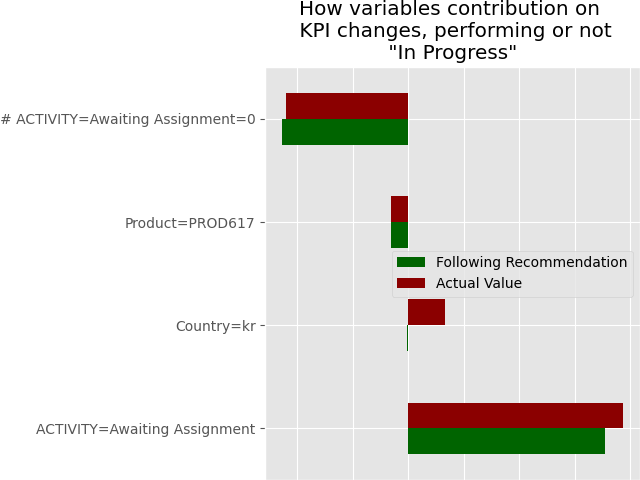 How variables contribution on
KPI changes, performing or not
"In Progress"
# ACTIVITY=Awaiting Assignment=0
Product=PROD617
Following Recommendation
Actual Value
Country=kr
ACTIVITY=Awaiting Assignment